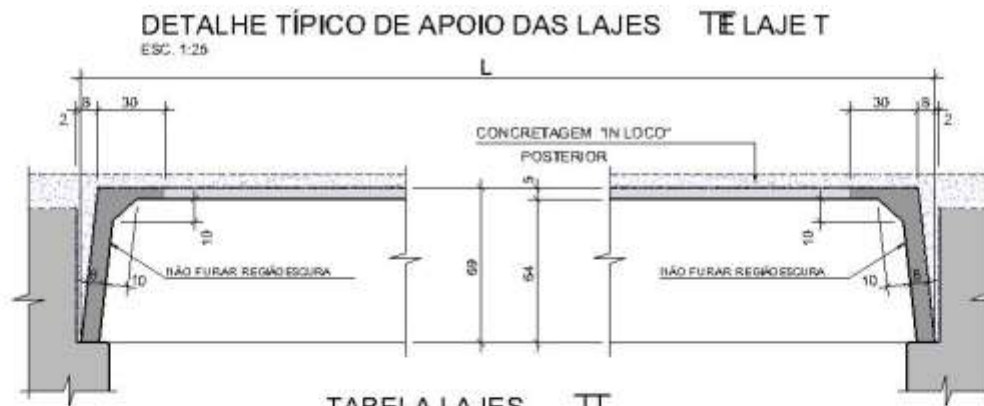 DETALHE TÍPICO DE APOIO DAS LAJES TE LAJE T
ESC. 1:25
L
2 8 30
30 8 2
CONCRETAGEM "IN LOCO"
POSTERIOR
5
10
10
NÃO FURAR REGIÃO ESCURA
69
64
NÃO FURAR REGIÃO ESCURA
10
10 8
TABELA LAJES TT